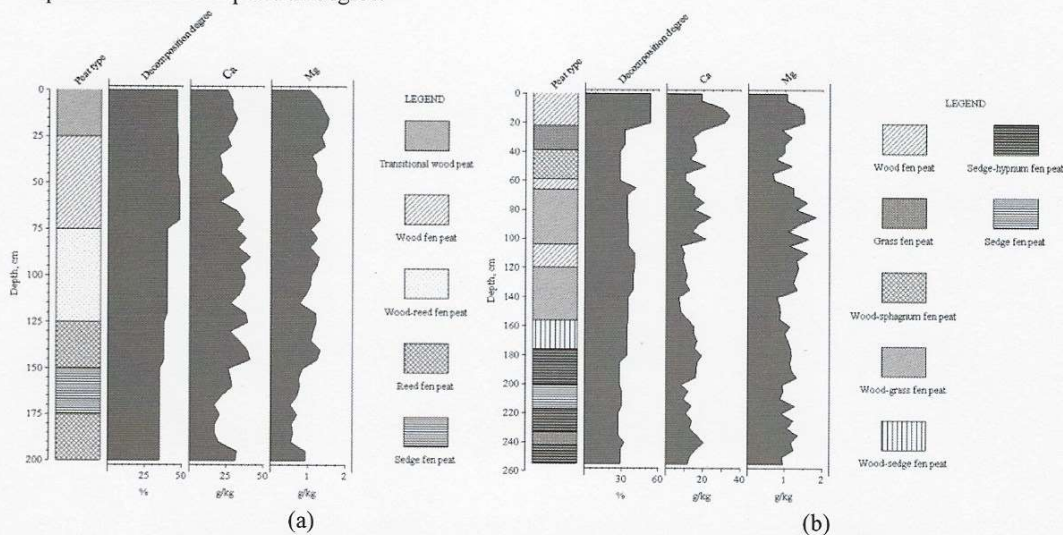 Peat type
Decomposition degree
Ca
Mg
Depth, cm
0
25
50
75
100
125
150
175
200
25
50
%
25
50
g/kg
1
2
g/kg
LEGEND
Transitional wood peat
Wood fen peat
Wood-reed fen peat
Reed fen peat
Sedge fen peat
(a)
Peat type
Decomposition degree
Ca
Mg
Depth, cm
0
20
40
60
80
100
120
140
160
180
200
220
240
260
30
60
%
20
40
g/kg
1
2
g/kg
LEGEND
Wood fen peat
Sedge-hypnum fen peat
Grass fen peat
Sedge fen peat
Wood-sphagnum fen peat
Wood-grass fen peat
Wood-sedge fen peat
(b)